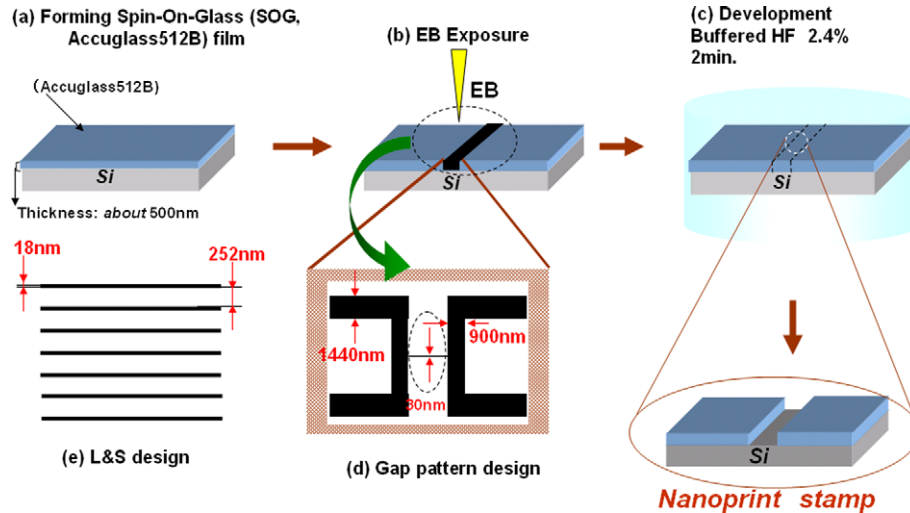 (a) Forming Spin-On-Glass (SOG,
Accuglass512B) film
(Accuglass512B)
Si
Thickness: about 500nm
(b) EB Exposure
EB
Si
(c) Development
Buffered HF 2.4%
2min.
Si
18nm
252nm
(e) L&S design
1440nm
900nm
30nm
(d) Gap pattern design
Si
Nanoprint stamp